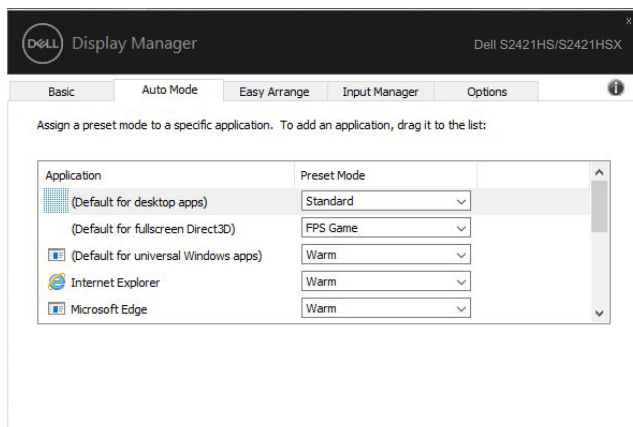 x
DELL Display Manager Dell S2421HS/S2421HSX
Basic Auto Mode Easy Arrange Input Manager Options
Assign a preset mode to a specific application. To add an application, drag it to the list:
Application Preset Mode
(Default for desktop apps) Standard
(Default for fullscreen Direct3D) FPS Game
(Default for universal Windows apps) Warm
Internet Explorer Warm
Microsoft Edge Warm